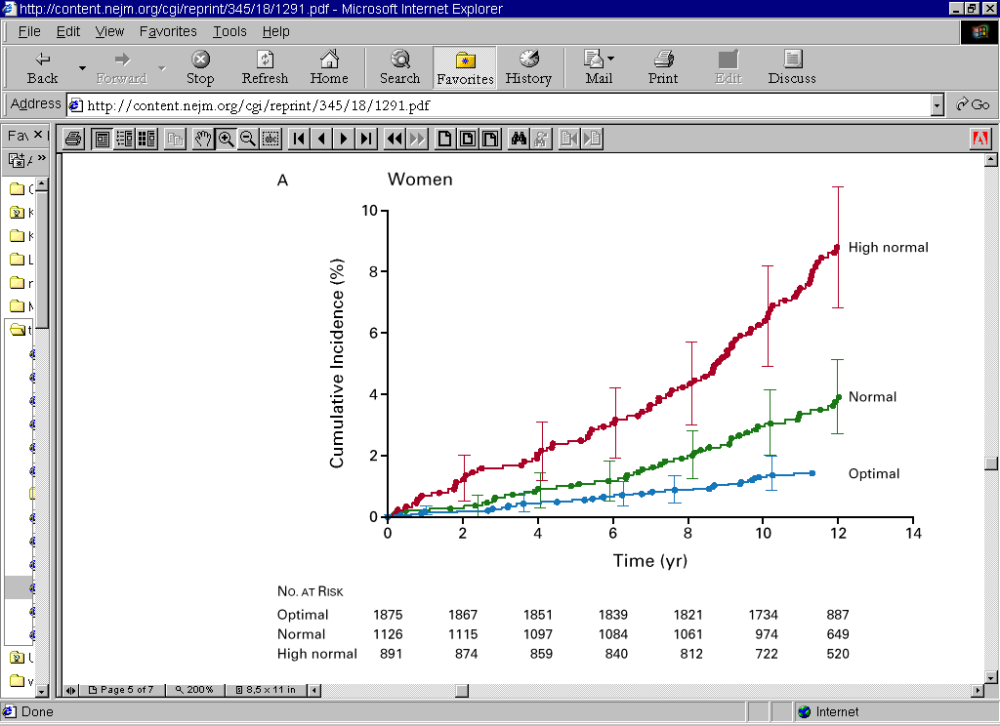 http://content.nejm.org/cgi/reprint/345/18/1291.pdf - Microsoft Internet Explorer
File Edit View Favorites Tools Help
Back Forward Stop Refresh Home Search Favorites History Mail Print Edit Discuss
Address http://content.nejm.org/cgi/reprint/345/18/1291.pdf Go
Fav
A Women
Cumulative Incidence (%)
10
8
6
4
2
0
High normal
Normal
Optimal
0 2 4 6 8 10 12 14
Time (yr)
NO. AT RISK
Optimal 1875 1867 1851 1839 1821 1734 887
Normal 1126 1115 1097 1084 1061 974 649
High normal 891 874 859 840 812 722 520
Page 5 of 7 200% 8,5 x 11 in
Done Internet